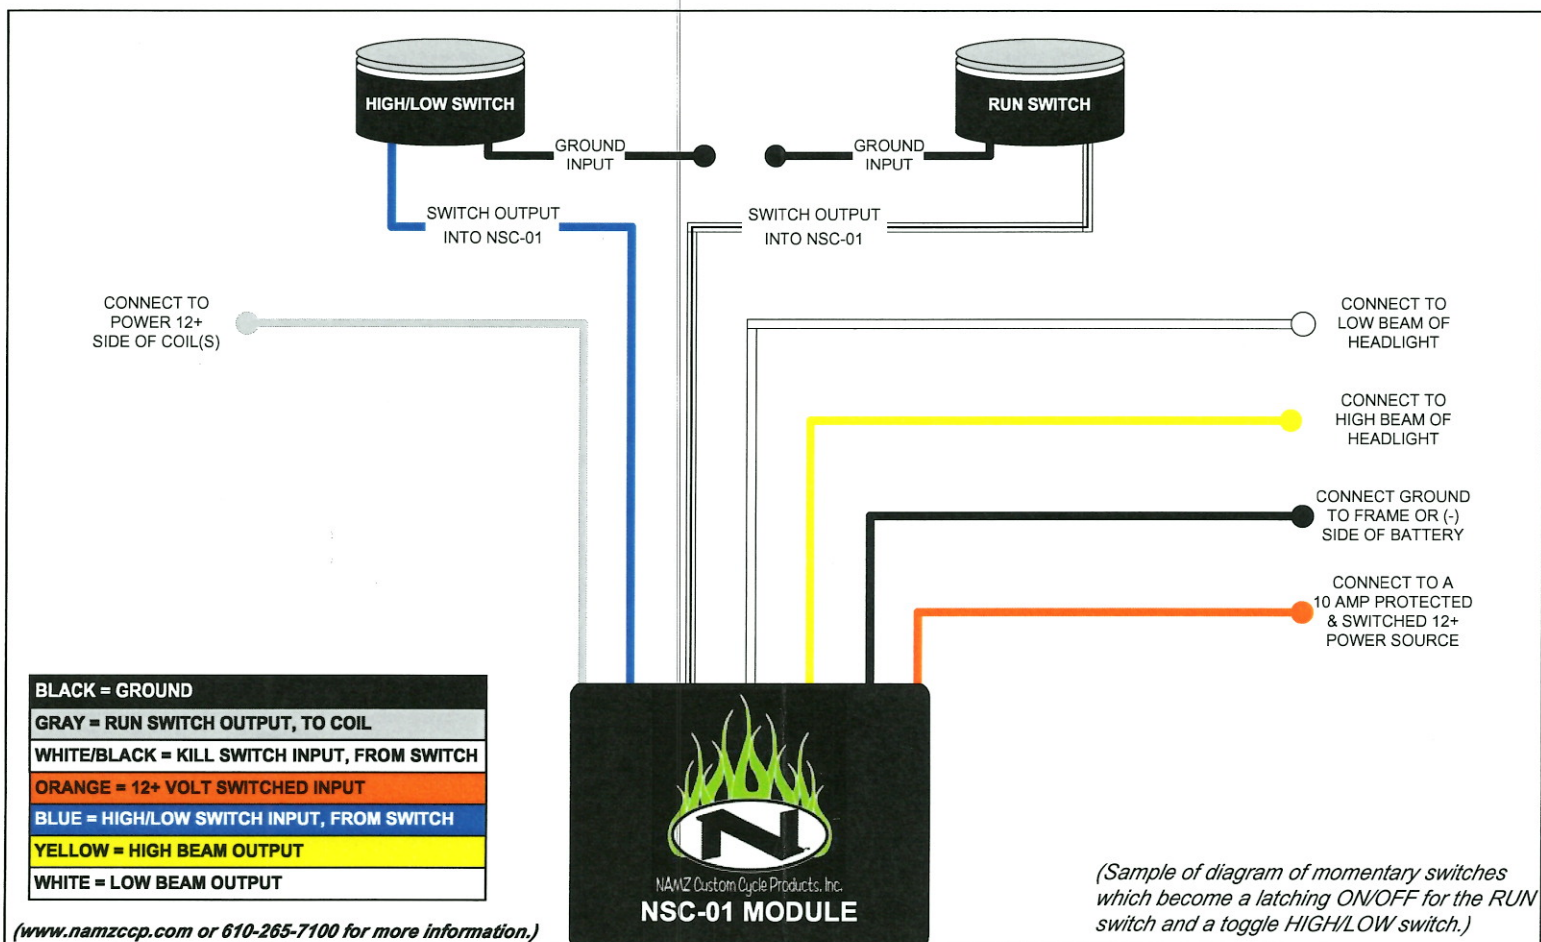 HIGH/LOW SWITCH
RUN SWITCH
GROUND
INPUT
GROUND
INPUT
SWITCH OUTPUT
INTO NSC-01
SWITCH OUTPUT
INTO NSC-01
CONNECT TO
POWER 12+
SIDE OF COIL(S)
CONNECT TO
LOW BEAM OF
HEADLIGHT
CONNECT TO
HIGH BEAM OF
HEADLIGHT
CONNECT GROUND
TO FRAME OR (-)
SIDE OF BATTERY
CONNECT TO A
10 AMP PROTECTED
& SWITCHED 12+
POWER SOURCE
BLACK = GROUND
GRAY = RUN SWITCH OUTPUT, TO COIL
WHITE/BLACK = KILL SWITCH INPUT, FROM SWITCH
ORANGE = 12+ VOLT SWITCHED INPUT
BLUE = HIGH/LOW SWITCH INPUT, FROM SWITCH
YELLOW = HIGH BEAM OUTPUT
WHITE = LOW BEAM OUTPUT
(www.namzccp.com or 610-265-7100 for more information.)
N
NAMZ Custom Cycle Products, Inc.
NSC-01 MODULE
(Sample of diagram of momentary switches
which become a latching ON/OFF for the RUN
switch and a toggle HIGH/LOW switch.)